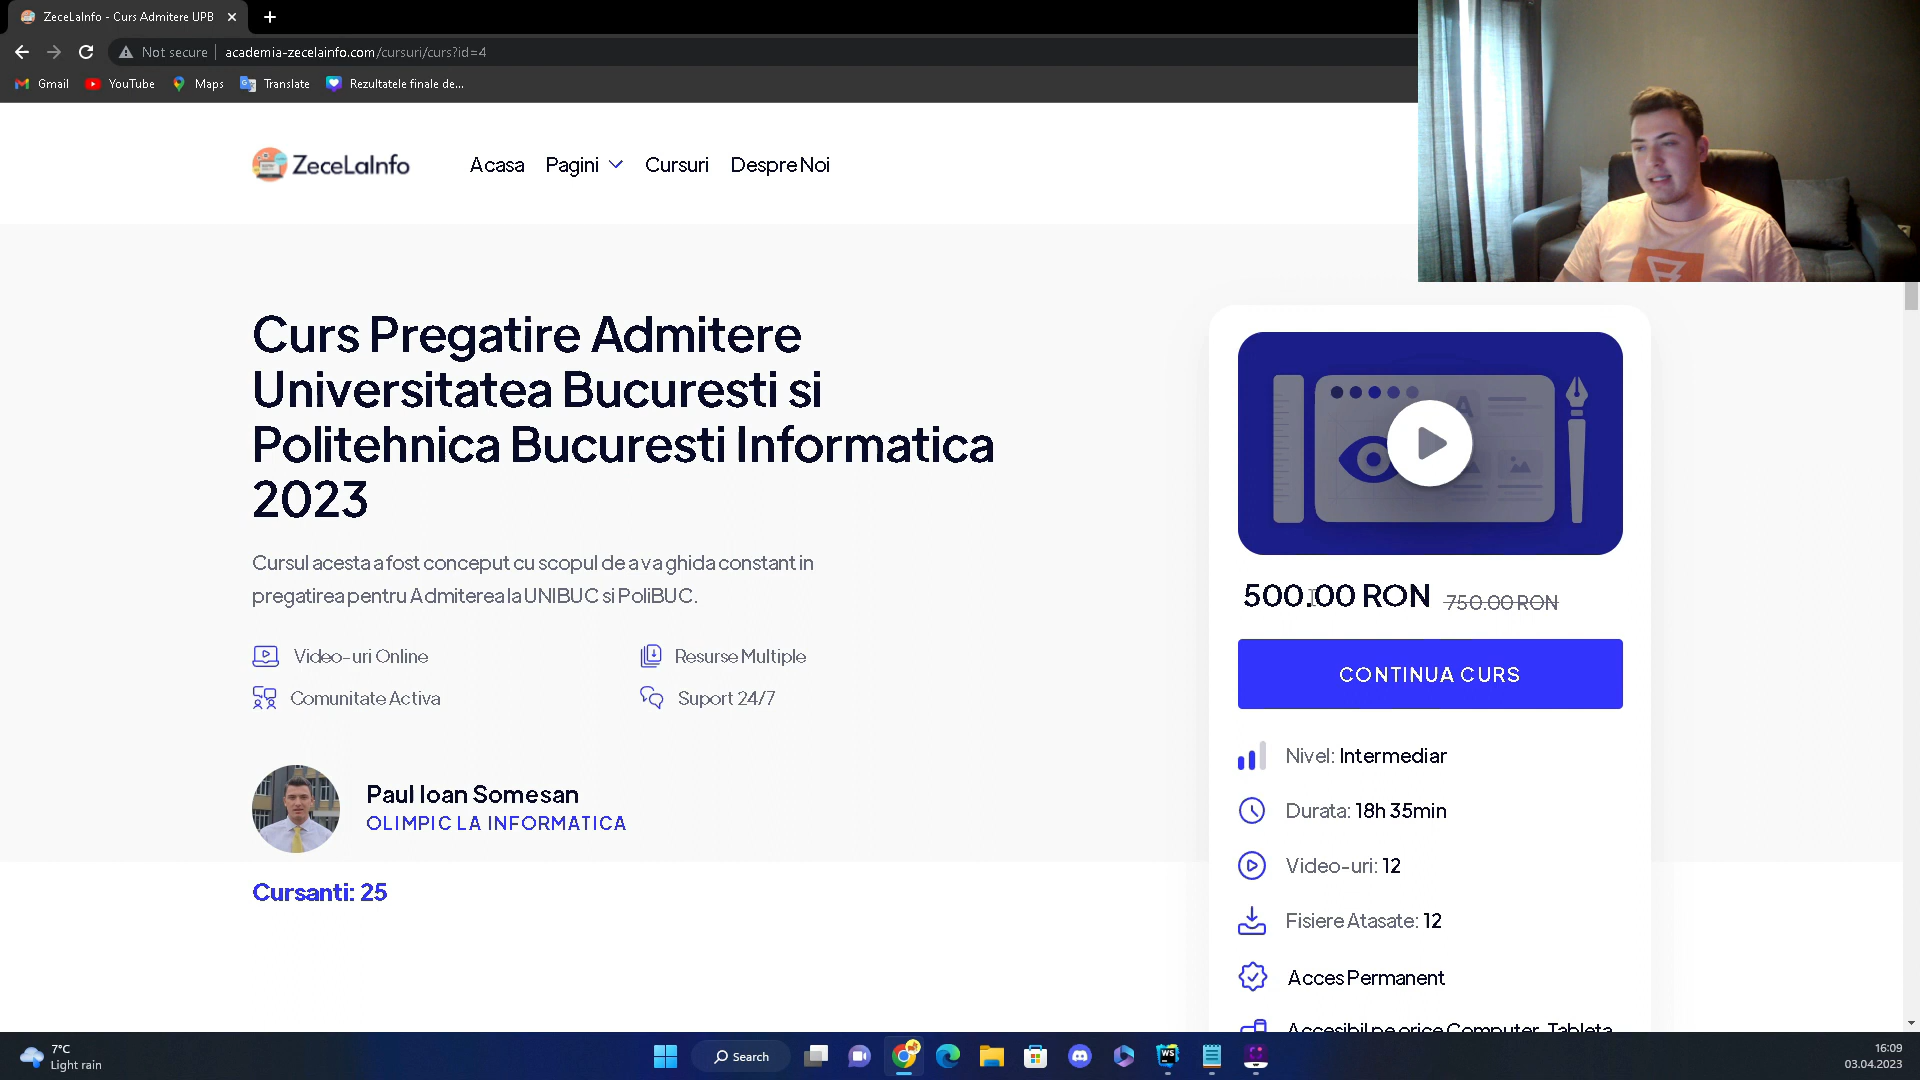 ZeceLaInfo - Curs Admitere UPB
Not secure
academia-zecelainfo.com/cursuri/curs?id=4
Gmail
YouTube
Maps
Translate
Rezultatele finale de...
ZeceLaInfo
Acasa
Pagini
Cursuri
Despre Noi
Curs Pregatire Admitere
Universitatea Bucuresti si
Politehnica Bucuresti Informatica
2023
Cursul acesta a fost conceput cu scopul de a va ghida constant in
pregatirea pentru Admiterea la UNIBUC si PoliBUC.
Video-uri Online
Resurse Multiple
Comunitate Activa
Suport 24/7
Paul Ioan Somesan
OLIMPIC LA INFORMATICA
Cursanti: 25
500.00 RON
750.00 RON
CONTINUA CURS
Nivel: Intermediar
Durata: 18h 35min
Video-uri: 12
Fisiere Atasate: 12
Acces Permanent
Accesibil pe orice Computer, Tableta
7°C
Light rain
Search
16:09
03.04.2023